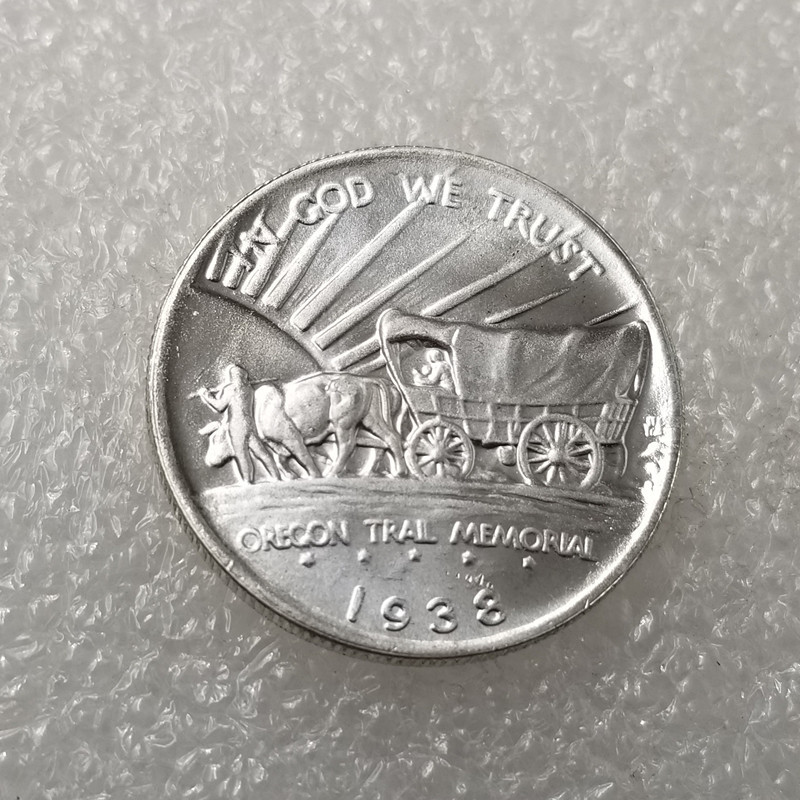 IN GOD WE TRUST
OREGON TRAIL MEMORIAL
1938